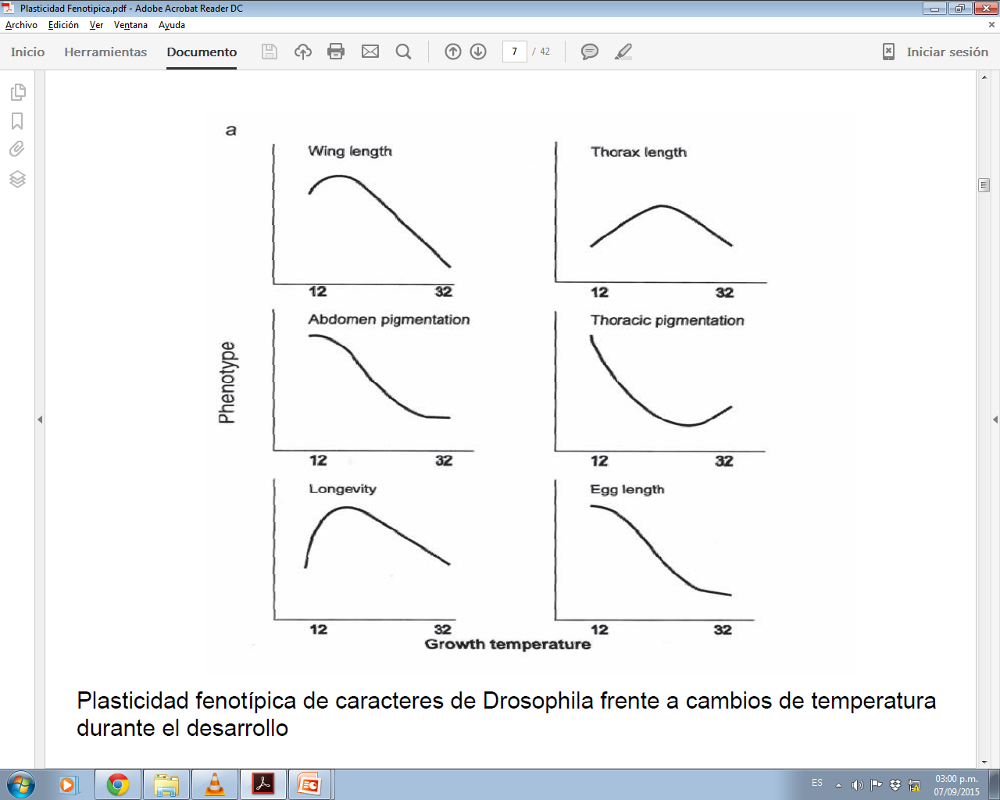 Plasticidad Fenotipica.pdf - Adobe Acrobat Reader DC
Archivo Edición Ver Ventana Ayuda
Inicio Herramientas Documento 7 / 42 Iniciar sesión
a
Wing length
Thorax length
12 32
12 32
Abdomen pigmentation
Thoracic pigmentation
Phenotype
12 32
12 32
Longevity
Egg length
12 32
12 32
Growth temperature
Plasticidad fenotípica de caracteres de Drosophila frente a cambios de temperatura
durante el desarrollo
ES
03:00 p.m.
07/09/2015